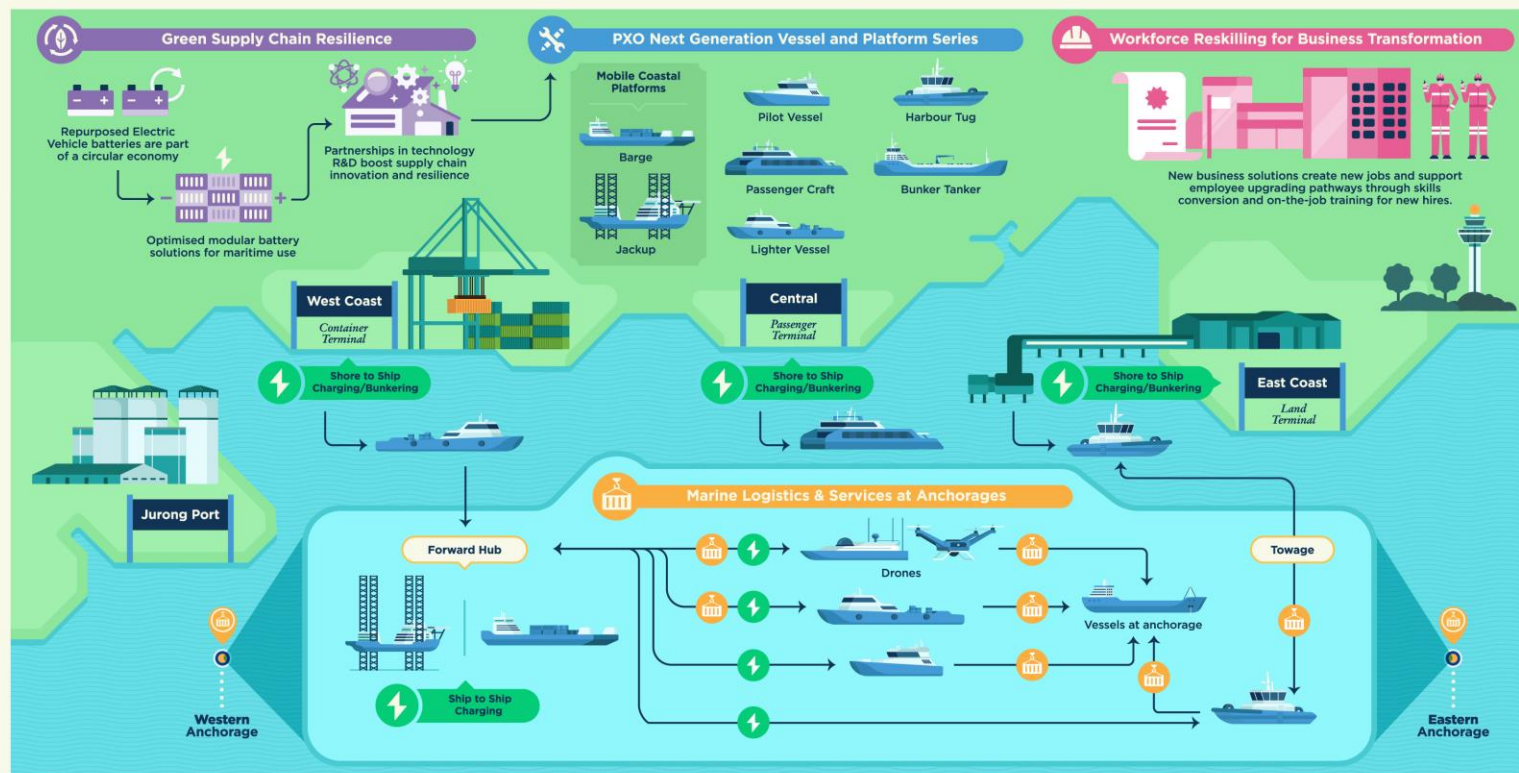 Green Supply Chain Resilience
Repurposed Electric
Vehicle batteries are part
of a circular economy
Optimised modular battery
solutions for maritime use
Partnerships in technology
R&D boost supply chain
innovation and resilience
PXO Next Generation Vessel and Platform Series
Mobile Coastal
Platforms
Barge
Jackup
Pilot Vessel
Harbour Tug
Passenger Craft
Bunker Tanker
Lighter Vessel
Workforce Reskilling for Business Transformation
New business solutions create new jobs and support
employee upgrading pathways through skills
conversion and on-the-job training for new hires.
West Coast
Container
Terminal
Shore to Ship
Charging/Bunkering
Central
Passenger
Terminal
Shore to Ship
Charging/Bunkering
East Coast
Land
Terminal
Shore to Ship
Charging/Bunkering
Jurong Port
Marine Logistics & Services at Anchorages
Forward Hub
Ship to Ship
Charging
Drones
Vessels at anchorage
Towage
Western
Anchorage
Eastern
Anchorage